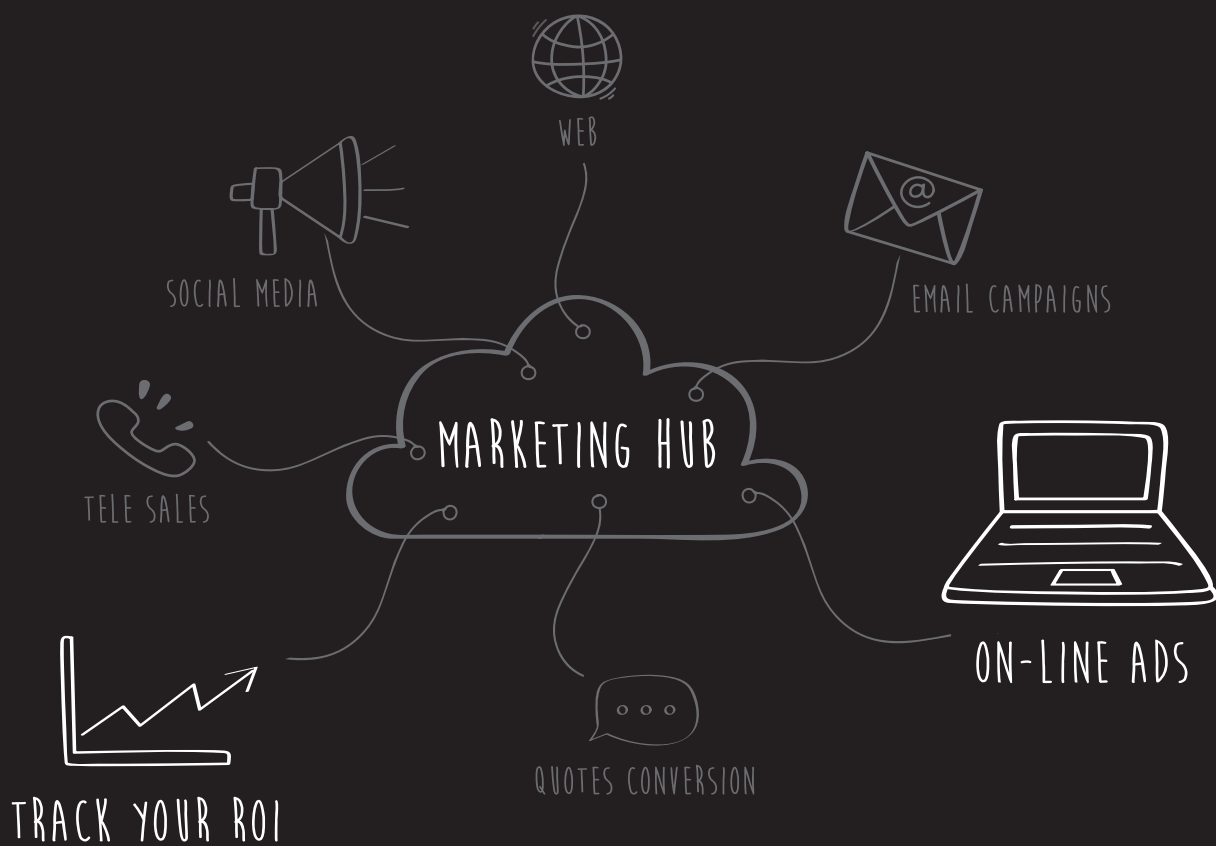 WEB
SOCIAL MEDIA
@
EMAIL CAMPAIGNS
MARKETING HUB
TELE SALES
ON-LINE ADS
QUOTES CONVERSION
TRACK YOUR ROI